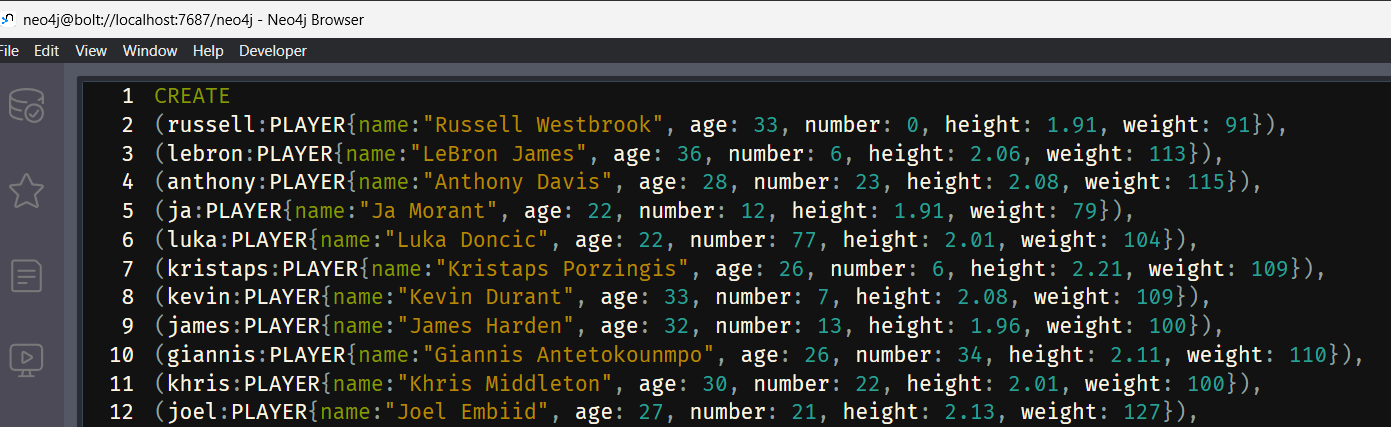 neo4j@bolt://localhost:7687/neo4j - Neo4j Browser
File Edit View Window Help Developer
1 CREATE
2 (russell:PLAYER{name:"Russell Westbrook", age: 33, number: 0, height: 1.91, weight: 91}),
3 (lebron:PLAYER{name:"LeBron James", age: 36, number: 6, height: 2.06, weight: 113}),
4 (anthony:PLAYER{name:"Anthony Davis", age: 28, number: 23, height: 2.08, weight: 115}),
5 (ja:PLAYER{name:"Ja Morant", age: 22, number: 12, height: 1.91, weight: 79}),
6 (luka:PLAYER{name:"Luka Doncic", age: 22, number: 77, height: 2.01, weight: 104}),
7 (kristaps:PLAYER{name:"Kristaps Porzingis", age: 26, number: 6, height: 2.21, weight: 109}),
8 (kevin:PLAYER{name:"Kevin Durant", age: 33, number: 7, height: 2.08, weight: 109}),
9 (james:PLAYER{name:"James Harden", age: 32, number: 13, height: 1.96, weight: 100}),
10 (giannis:PLAYER{name:"Giannis Antetokounmpo", age: 26, number: 34, height: 2.11, weight: 110}),
11 (khris:PLAYER{name:"Khris Middleton", age: 30, number: 22, height: 2.01, weight: 100}),
12 (joel:PLAYER{name:"Joel Embiid", age: 27, number: 21, height: 2.13, weight: 127}),